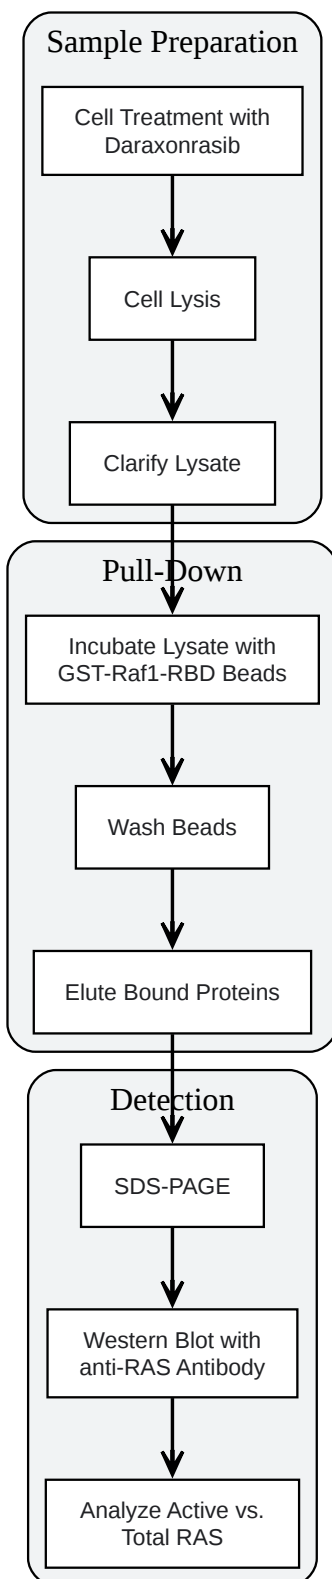 Sample Preparation
Cell Treatment with
Daraxonrasib
Cell Lysis
Clarify Lysate
Pull-Down
Incubate Lysate with
GST-Raf1-RBD Beads
Wash Beads
Elute Bound Proteins
Detection
SDS-PAGE
Western Blot with
anti-RAS Antibody
Analyze Active vs.
Total RAS